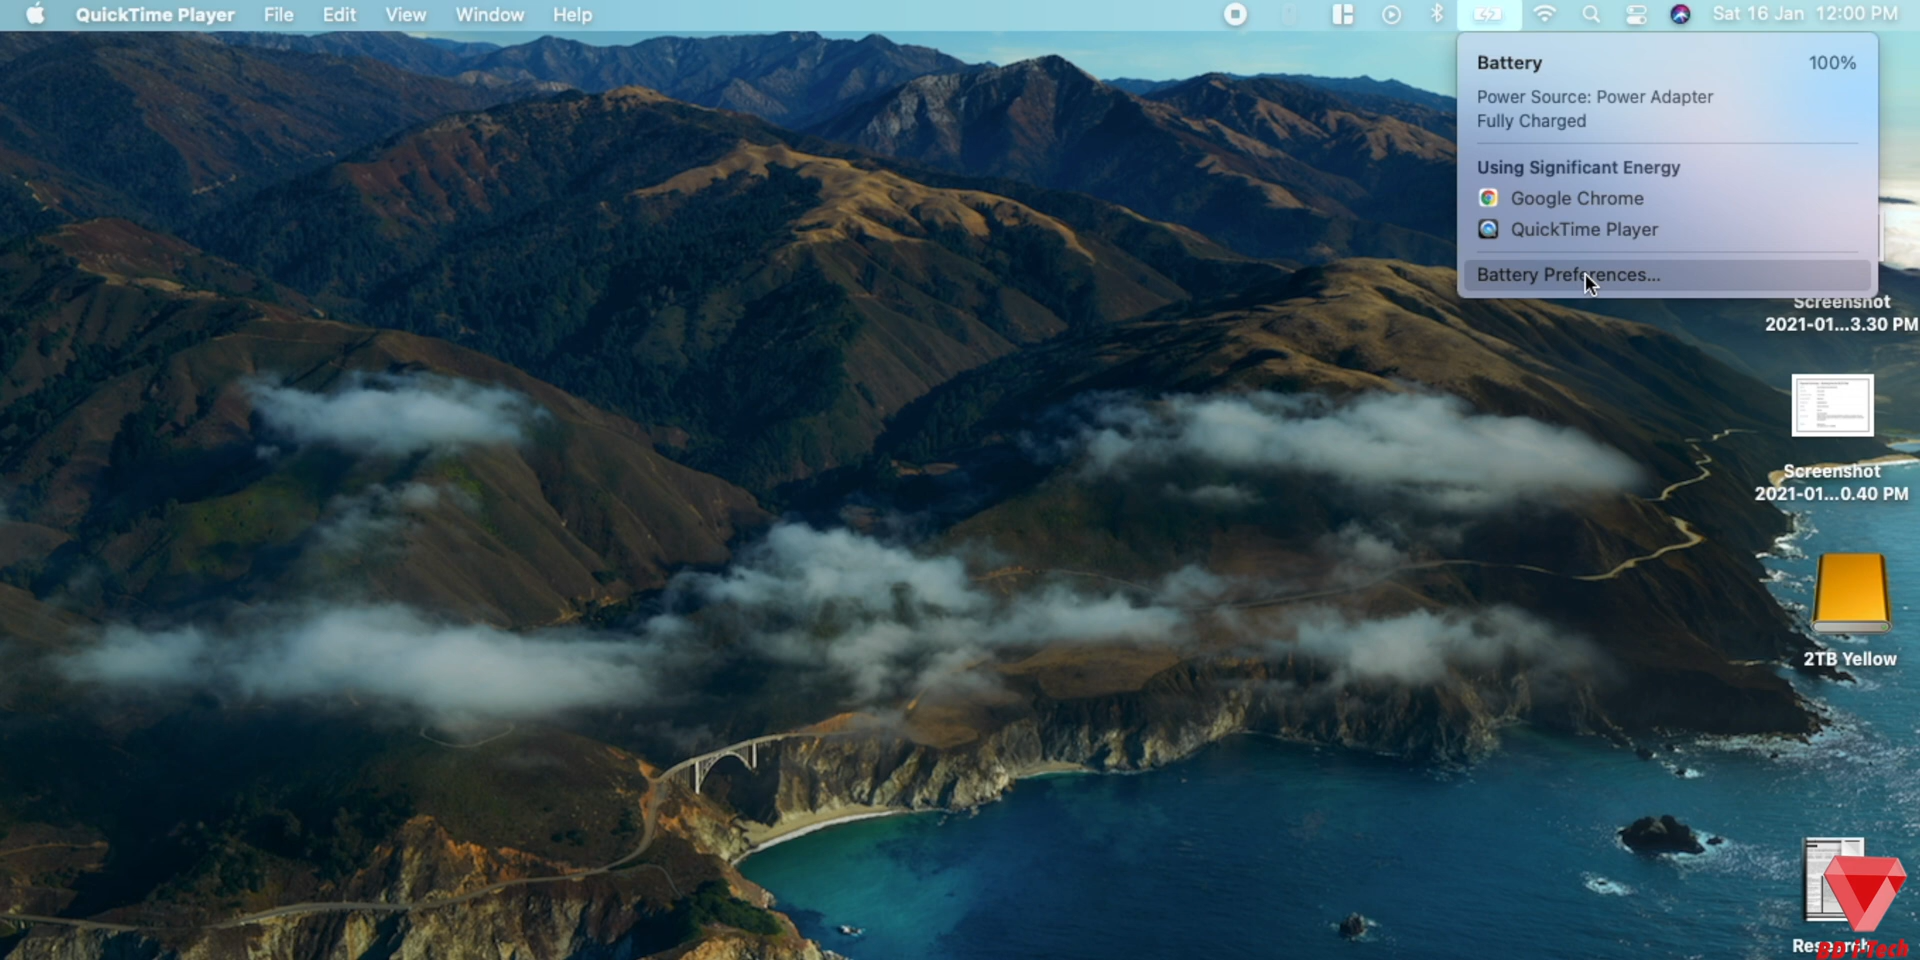 QuickTime Player File Edit View Window Help Sat 16 Jan 12:00 PM
Battery 100%
Power Source: Power Adapter
Fully Charged
Using Significant Energy
Google Chrome
QuickTime Player
Battery Preferences...
Screenshot
2021-01...3.30 PM
Screenshot
2021-01...0.40 PM
2TB Yellow
BD i-Tech